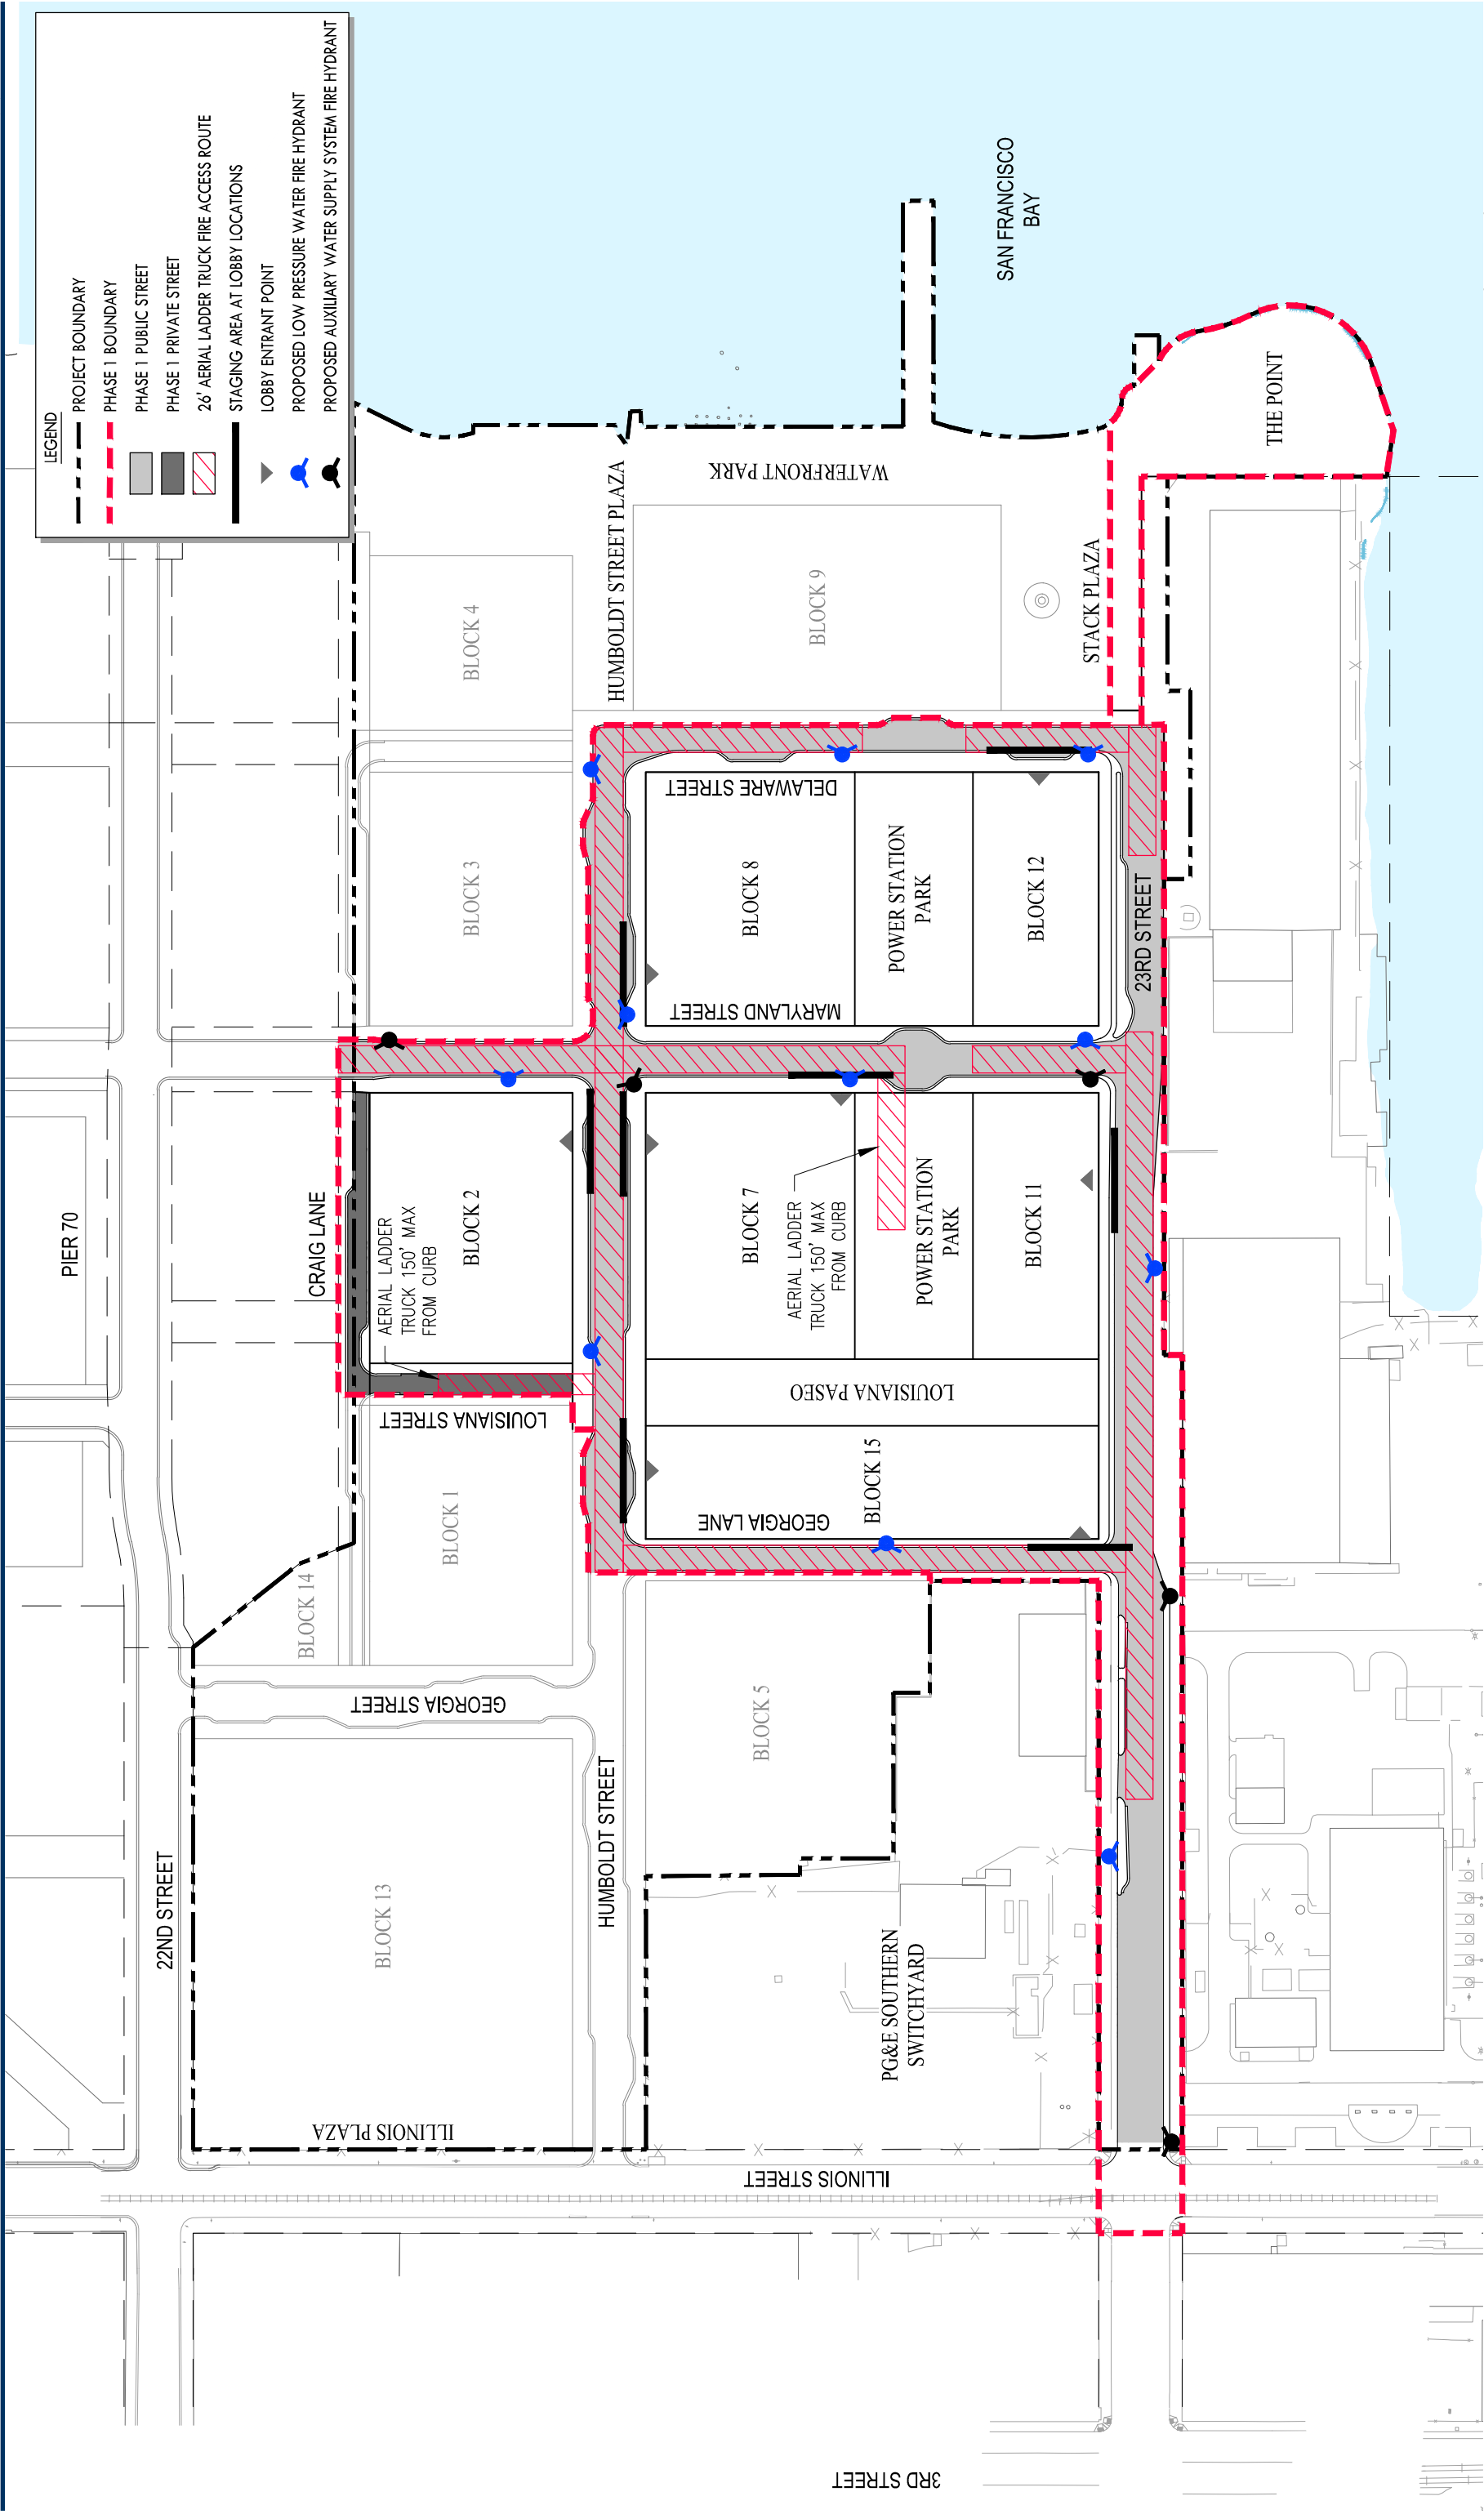 LEGEND
PROJECT BOUNDARY
PHASE 1 BOUNDARY
PHASE 1 PUBLIC STREET
PHASE 1 PRIVATE STREET
26' AERIAL LADDER TRUCK FIRE ACCESS ROUTE
STAGING AREA AT LOBBY LOCATIONS
LOBBY ENTRANT POINT
PROPOSED LOW PRESSURE WATER FIRE HYDRANT
PROPOSED AUXILIARY WATER SUPPLY SYSTEM FIRE HYDRANT
PIER 70
22ND STREET
CRAIG LANE
BLOCK 14
GEORGIA STREET
BLOCK 13
ILLINOIS PLAZA
BLOCK 1
LOUISIANA STREET
AERIAL LADDER
TRUCK 150' MAX
FROM CURB
BLOCK 2
BLOCK 3
BLOCK 4
HUMBOLDT STREET
HUMBOLDT STREET PLAZA
BLOCK 5
GEORGIA LANE
BLOCK 15
LOUISIANA PASEO
BLOCK 7
AERIAL LADDER
TRUCK 150' MAX
FROM CURB
POWER STATION
PARK
BLOCK 11
MARYLAND STREET
BLOCK 8
POWER STATION
PARK
BLOCK 12
DELAWARE STREET
BLOCK 9
WATERFRONT PARK
STACK PLAZA
SAN FRANCISCO
BAY
THE POINT
23RD STREET
PG&E SOUTHERN
SWITCHYARD
ILLINOIS STREET
3RD STREET